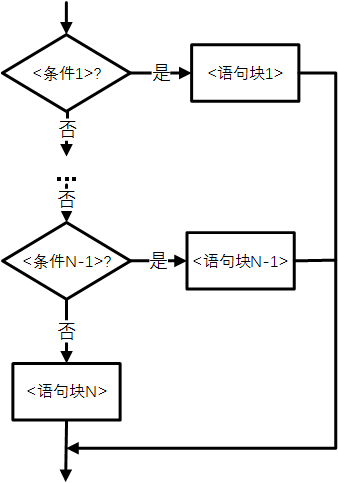 <条件1>?
是
<语句块1>
否
...
否
<条件N-1>?
是
<语句块N-1>
否
<语句块N>